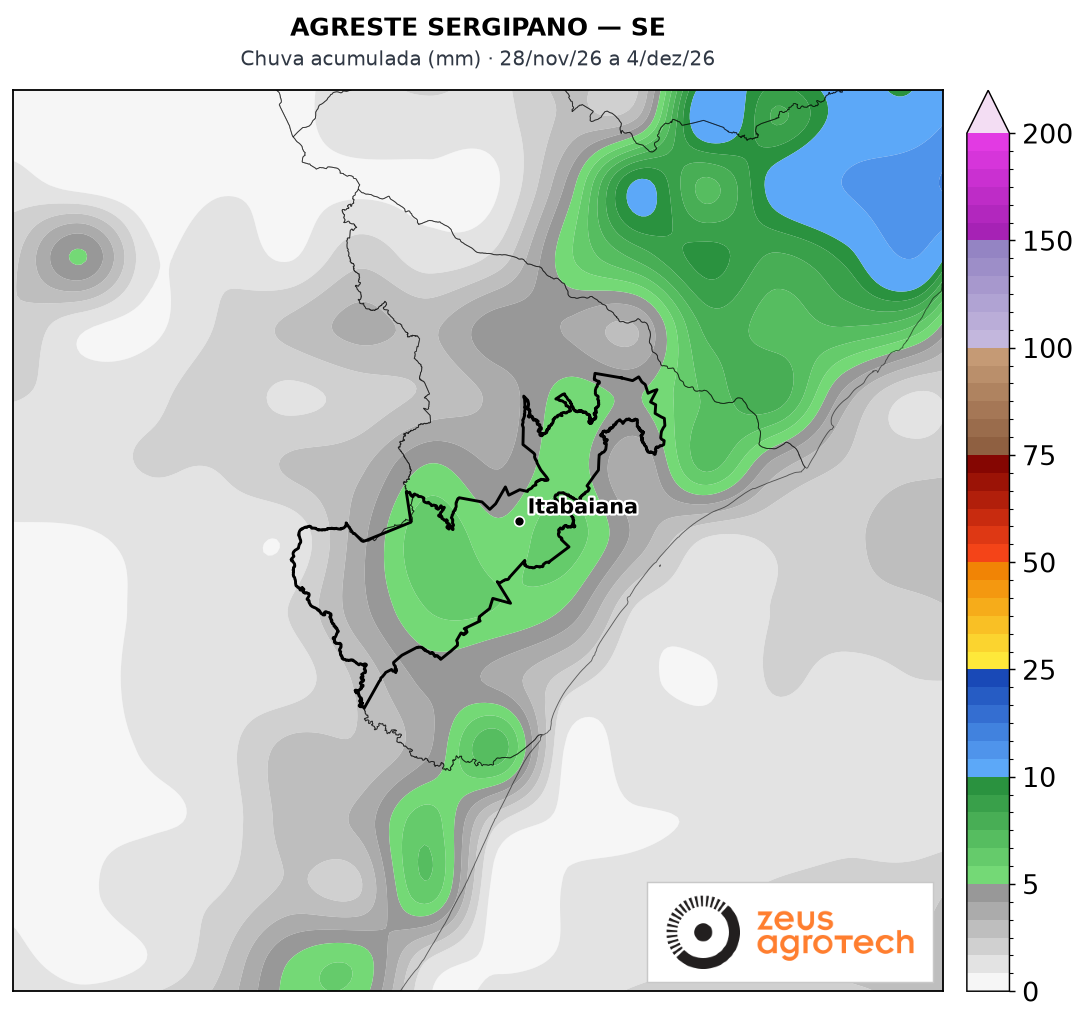 AGRESTE SERGIPANO — SE
Chuva acumulada (mm) · 28/nov/26 a 4/dez/26
200
150
100
75
50
25
10
5
0
Itabaiana
zeus
agrotech